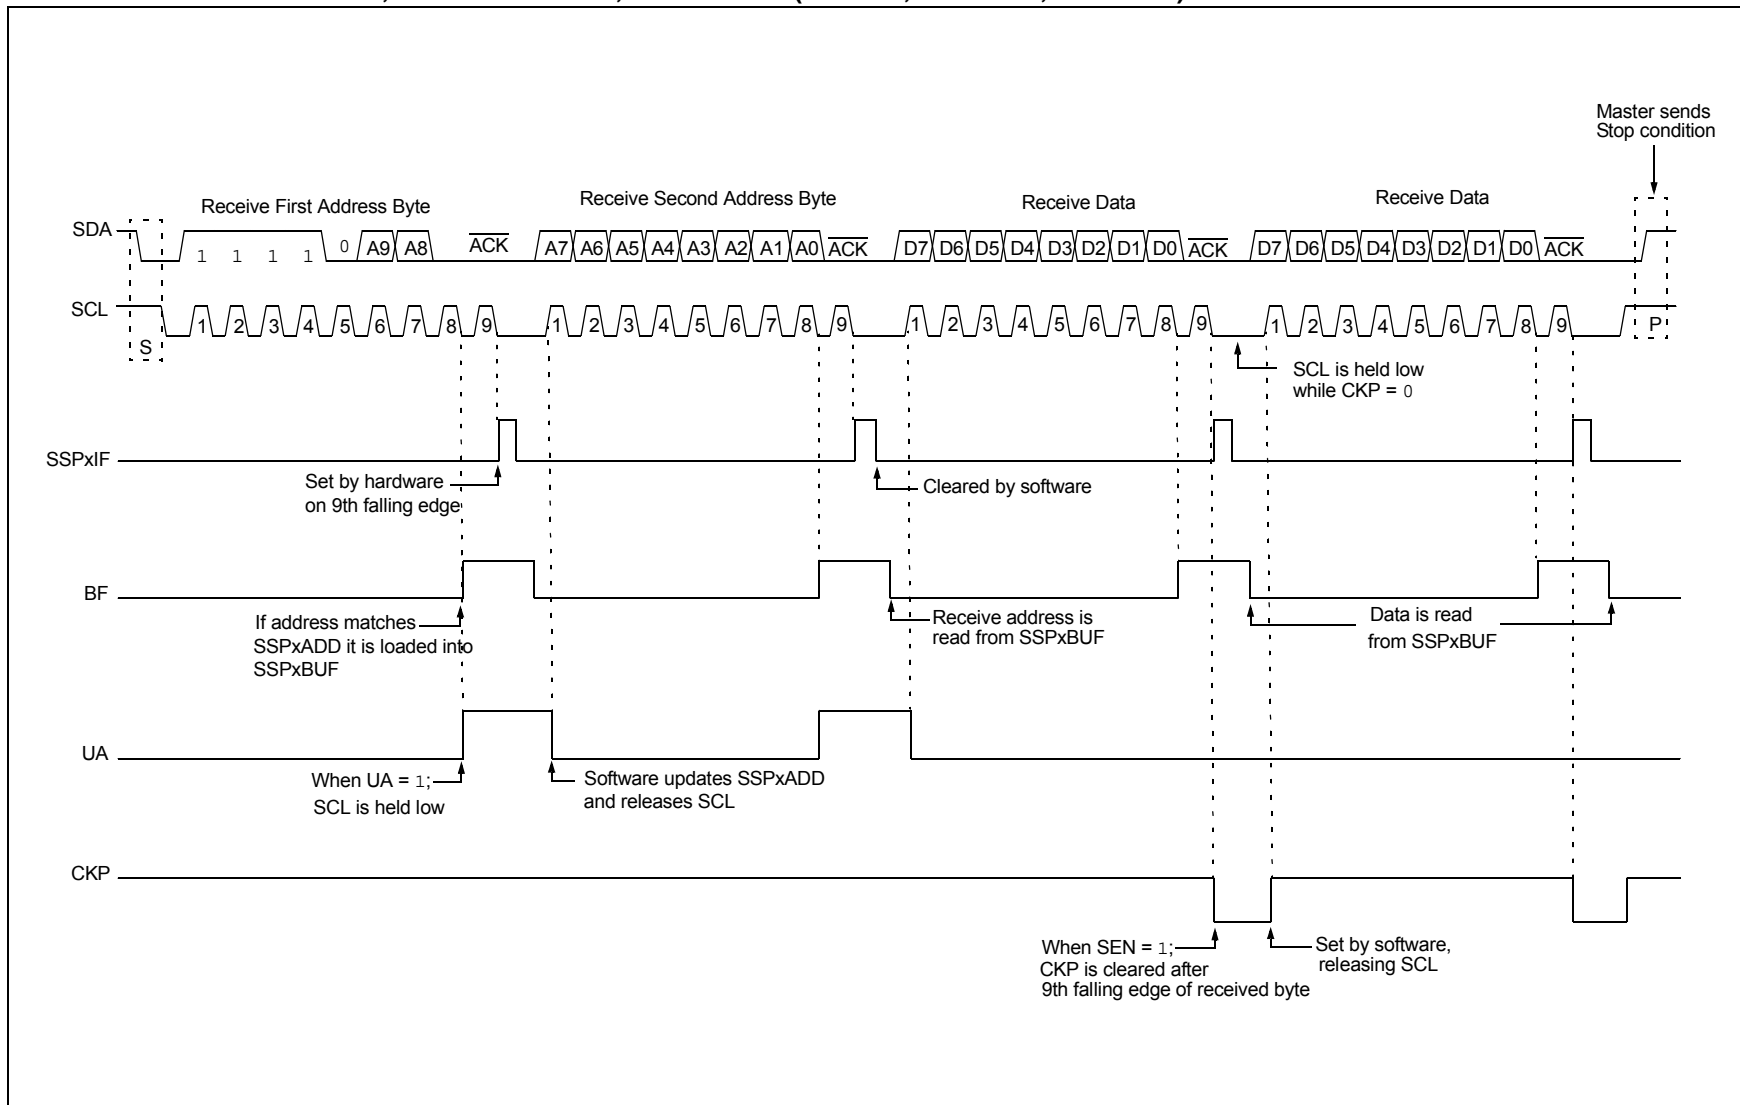 Master sends
Stop condition
Receive First Address Byte
Receive Second Address Byte
Receive Data
Receive Data
SDA
1 1 1 1 0 A9 A8 ACK A7 A6 A5 A4 A3 A2 A1 A0 ACK D7 D6 D5 D4 D3 D2 D1 D0 ACK D7 D6 D5 D4 D3 D2 D1 D0 ACK
SCL
S 1 2 3 4 5 6 7 8 9 1 2 3 4 5 6 7 8 9 1 2 3 4 5 6 7 8 9 1 2 3 4 5 6 7 8 9 P
SCL is held low
while CKP = 0
SSPxIF
Set by hardware
on 9th falling edge
Cleared by software
BF
If address matches
SSPxADD it is loaded into
SSPxBUF
Receive address is
read from SSPxBUF
Data is read
from SSPxBUF
UA
When UA = 1;
SCL is held low
Software updates SSPxADD
and releases SCL
CKP
When SEN = 1;
CKP is cleared after
9th falling edge of received byte
Set by software,
releasing SCL